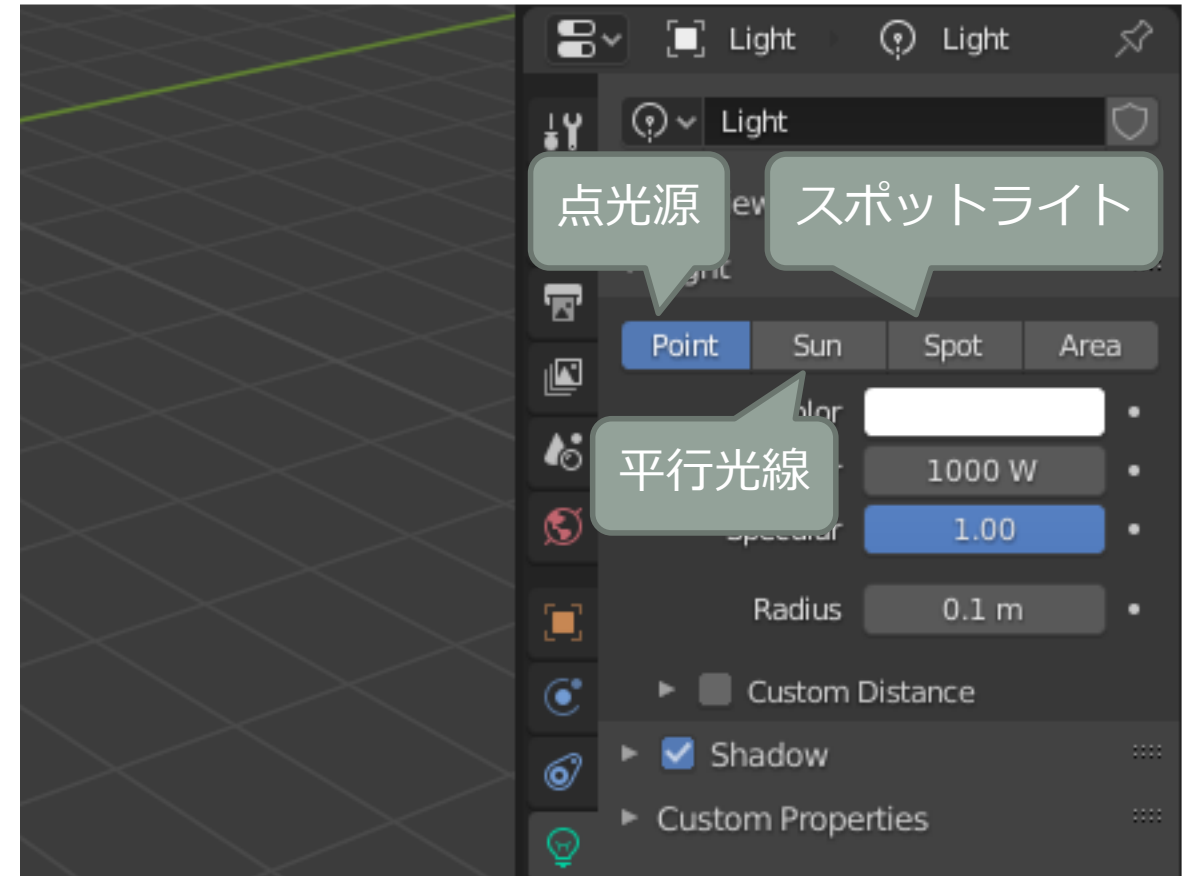 Light Light
Light
点光源 スポットライト
Point Sun Spot Area
平行光線
1000 W
1.00
Radius 0.1 m
Custom Distance
Shadow
Custom Properties